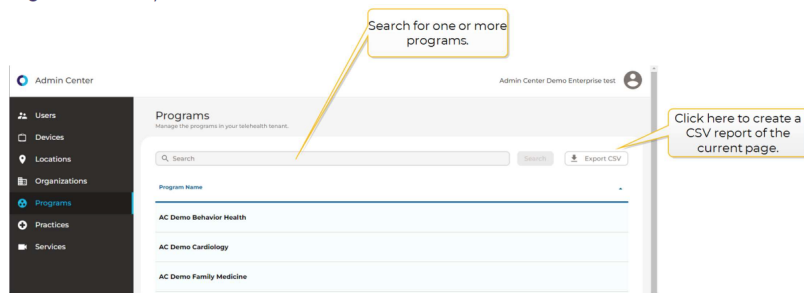 Search for one or more
programs.
Admin Center
Admin Center Demo Enterprise test
Users
Devices
Locations
Organizations
Programs
Practices
Services
Programs
Manage the programs in your telehealth tenant.
Search
Search
Export CSV
Program Name
AC Demo Behavior Health
AC Demo Cardiology
AC Demo Family Medicine
Click here to create a
CSV report of the
current page.